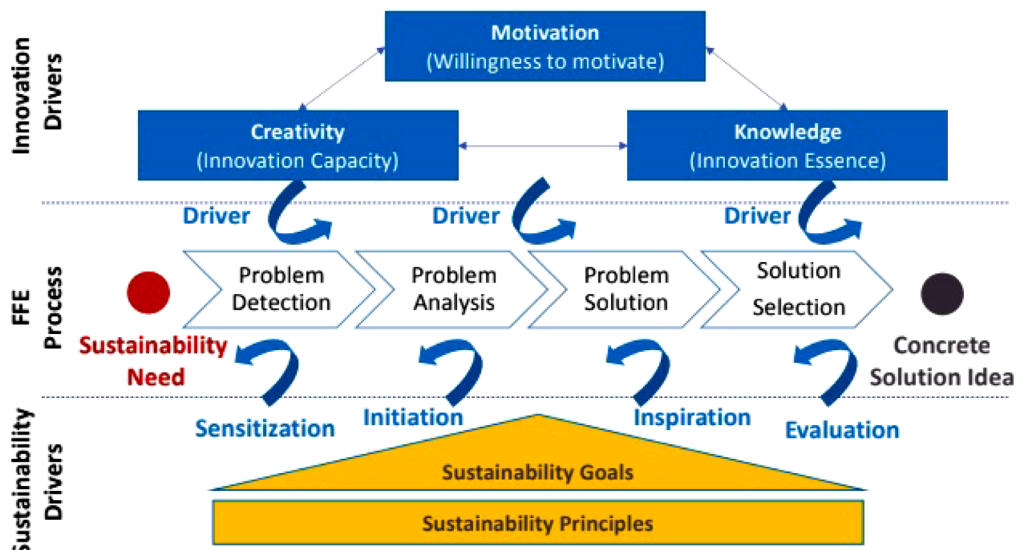 Innovation
Drivers
Motivation
(Willingness to motivate)
Creativity
(Innovation Capacity)
Knowledge
(Innovation Essence)
Driver
Driver
Driver
FFE
Process
Problem
Detection
Problem
Analysis
Problem
Solution
Solution
Selection
Sustainability
Need
Concrete
Solution Idea
Sustainability
Drivers
Sensitization
Initiation
Inspiration
Evaluation
Sustainability Goals
Sustainability Principles